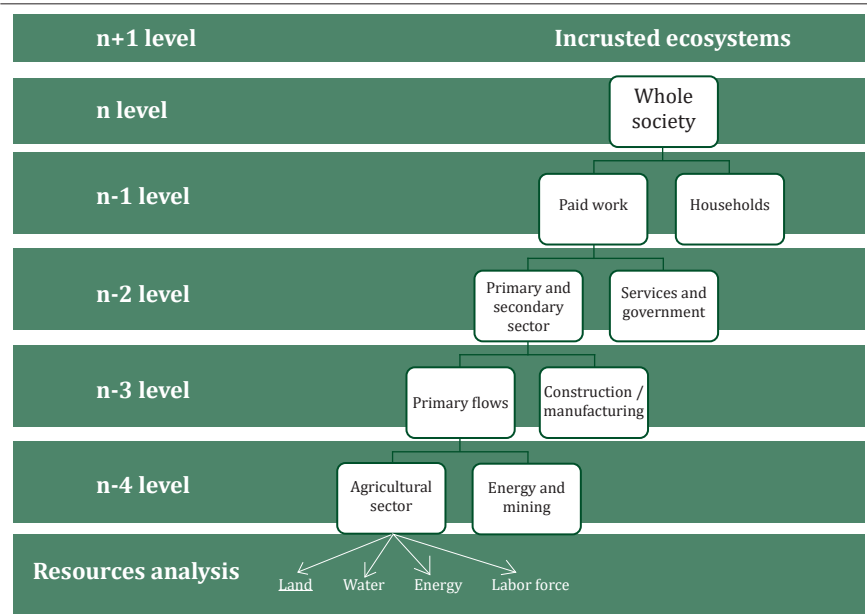 n+1 level
Incrusted ecosystems
n level
Whole
society
n-1 level
Paid work
Households
n-2 level
Primary and
secondary
sector
Services and
government
n-3 level
Primary flows
Construction /
manufacturing
n-4 level
Agricultural
sector
Energy and
mining
Resources analysis
Land
Water
Energy
Labor force